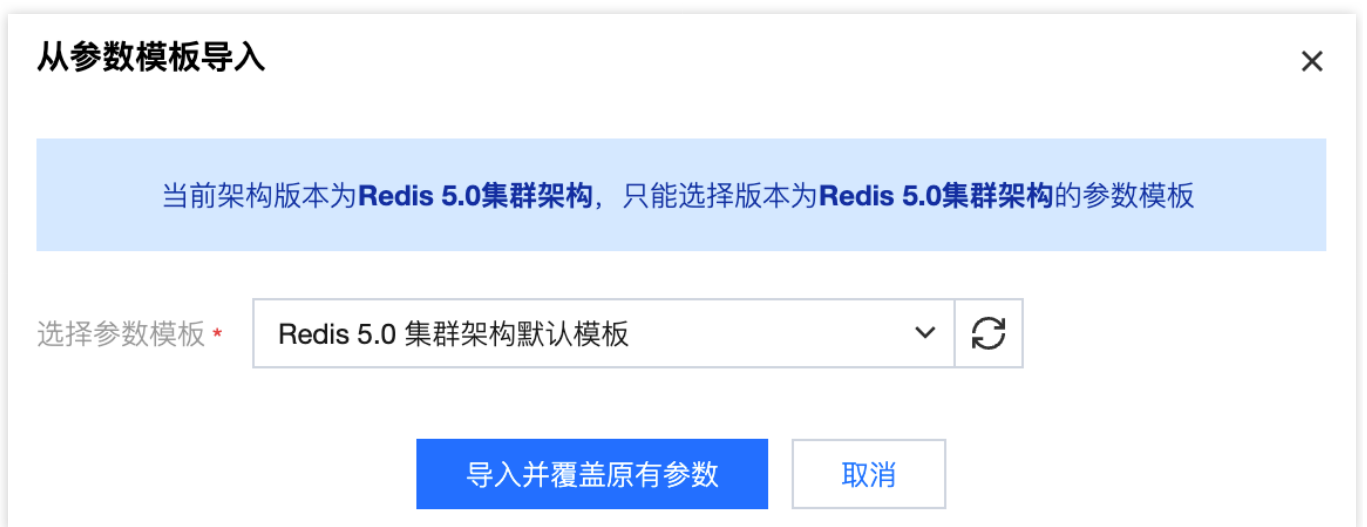 从参数模板导入
当前架构版本为Redis 5.0集群架构，只能选择版本为Redis 5.0集群架构的参数模板
选择参数模板 *
Redis 5.0 集群架构默认模板
导入并覆盖原有参数
取消